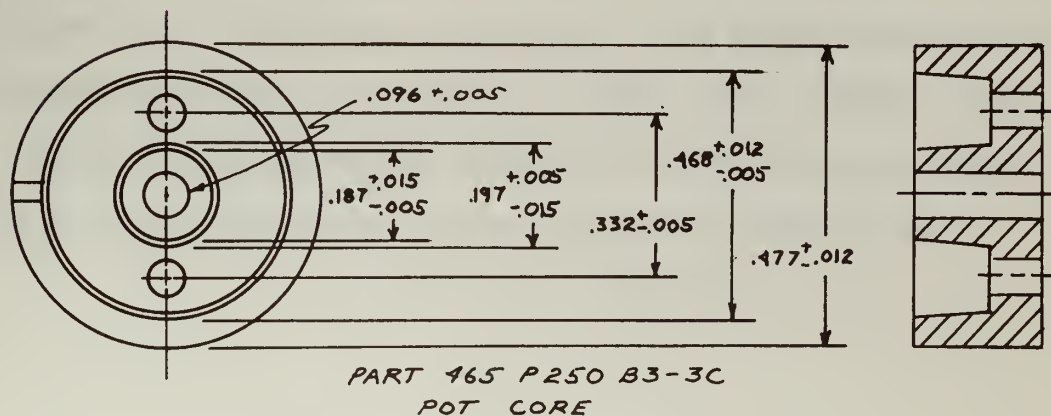 .096 +.005
.187 +.015 -.005
.197 +.005 -.015
.332 ±.005
.468 +.012 -.005
.477 ±.012
PART 465 P250 B3-3C
POT CORE